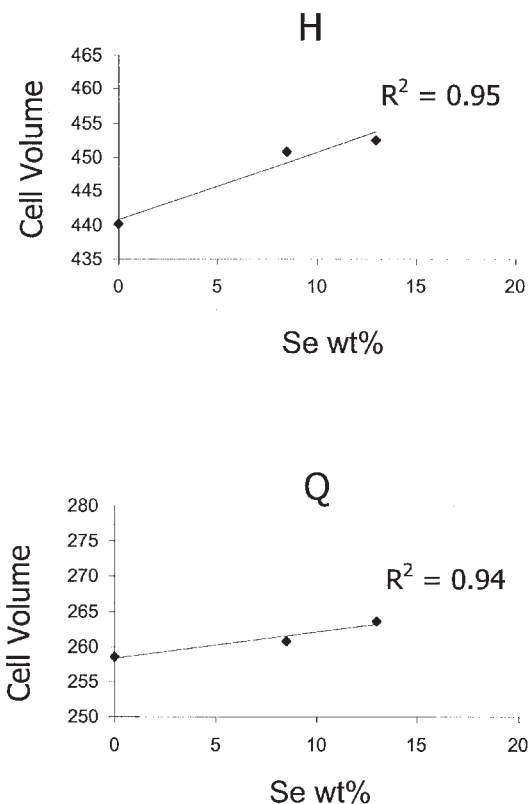 H
465
460
455
450
445
440
435
Cell Volume
R² = 0.95
0 5 10 15 20
Se wt%
Q
280
275
270
265
260
255
250
Cell Volume
R² = 0.94
0 5 10 15 20
Se wt%